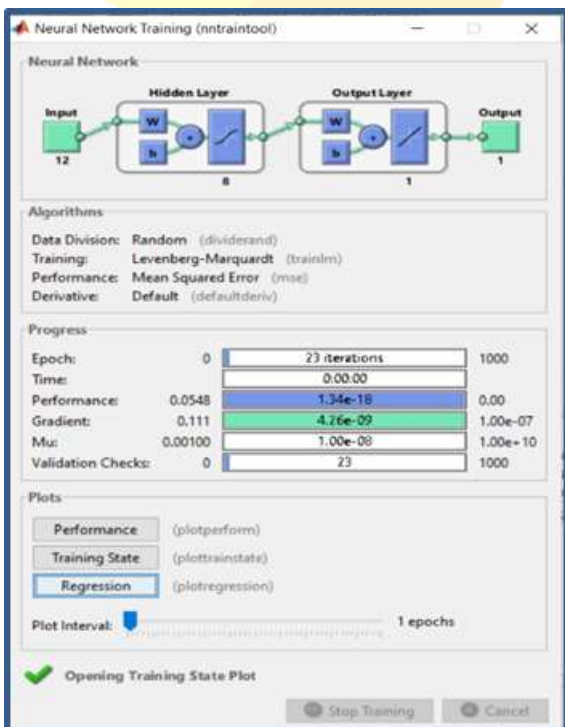 Neural Network Training (nntraintool)
Neural Network
Hidden Layer Output Layer
Input Output
W W
b b
12 8 1 1
Algorithms
Data Division: Random (dividerand)
Training: Levenberg-Marquardt (trainlm)
Performance: Mean Squared Error (mse)
Derivative: Default (defaultderiv)
Progress
Epoch: 0 23 iterations 1000
Time: 0:00:00
Performance: 0.0548 1.34e-18 0.00
Gradient: 0.111 4.26e-09 1.00e-07
Mu: 0.00100 1.00e-08 1.00e+10
Validation Checks: 0 23 1000
Plots
Performance (plotperform)
Training State (plottrainstate)
Regression (plotregression)
Plot Interval: 1 epochs
Opening Training State Plot
Stop Training Cancel